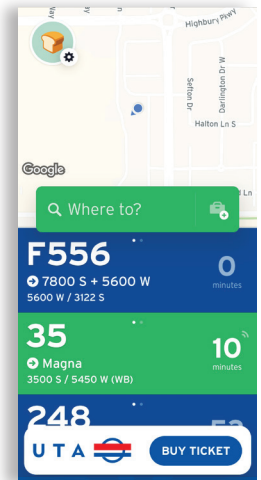 Highbury Pkwy
Sefton Dr
Darlington Dr W
Halton Ln S
Google
Ln
Where to?
F556
7800 S + 5600 W
5600 W / 3122 S
0
minutes
35
Magna
3500 S / 5450 W (WB)
10
minutes
248
UTA
BUY TICKET